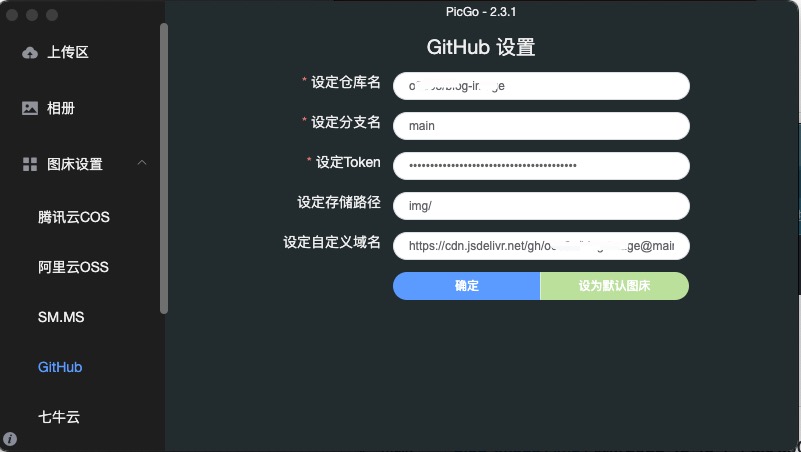 PicGo - 2.3.1
上传区
相册
图床设置
腾讯云COS
阿里云OSS
SM.MS
GitHub
七牛云
GitHub 设置
* 设定仓库名
* 设定分支名
main
* 设定Token
••••••••••••••••••••••••••••••••••••••••
设定存储路径
img/
设定自定义域名
https://cdn.jsdelivr.net/gh/
@main
确定
设为默认图床